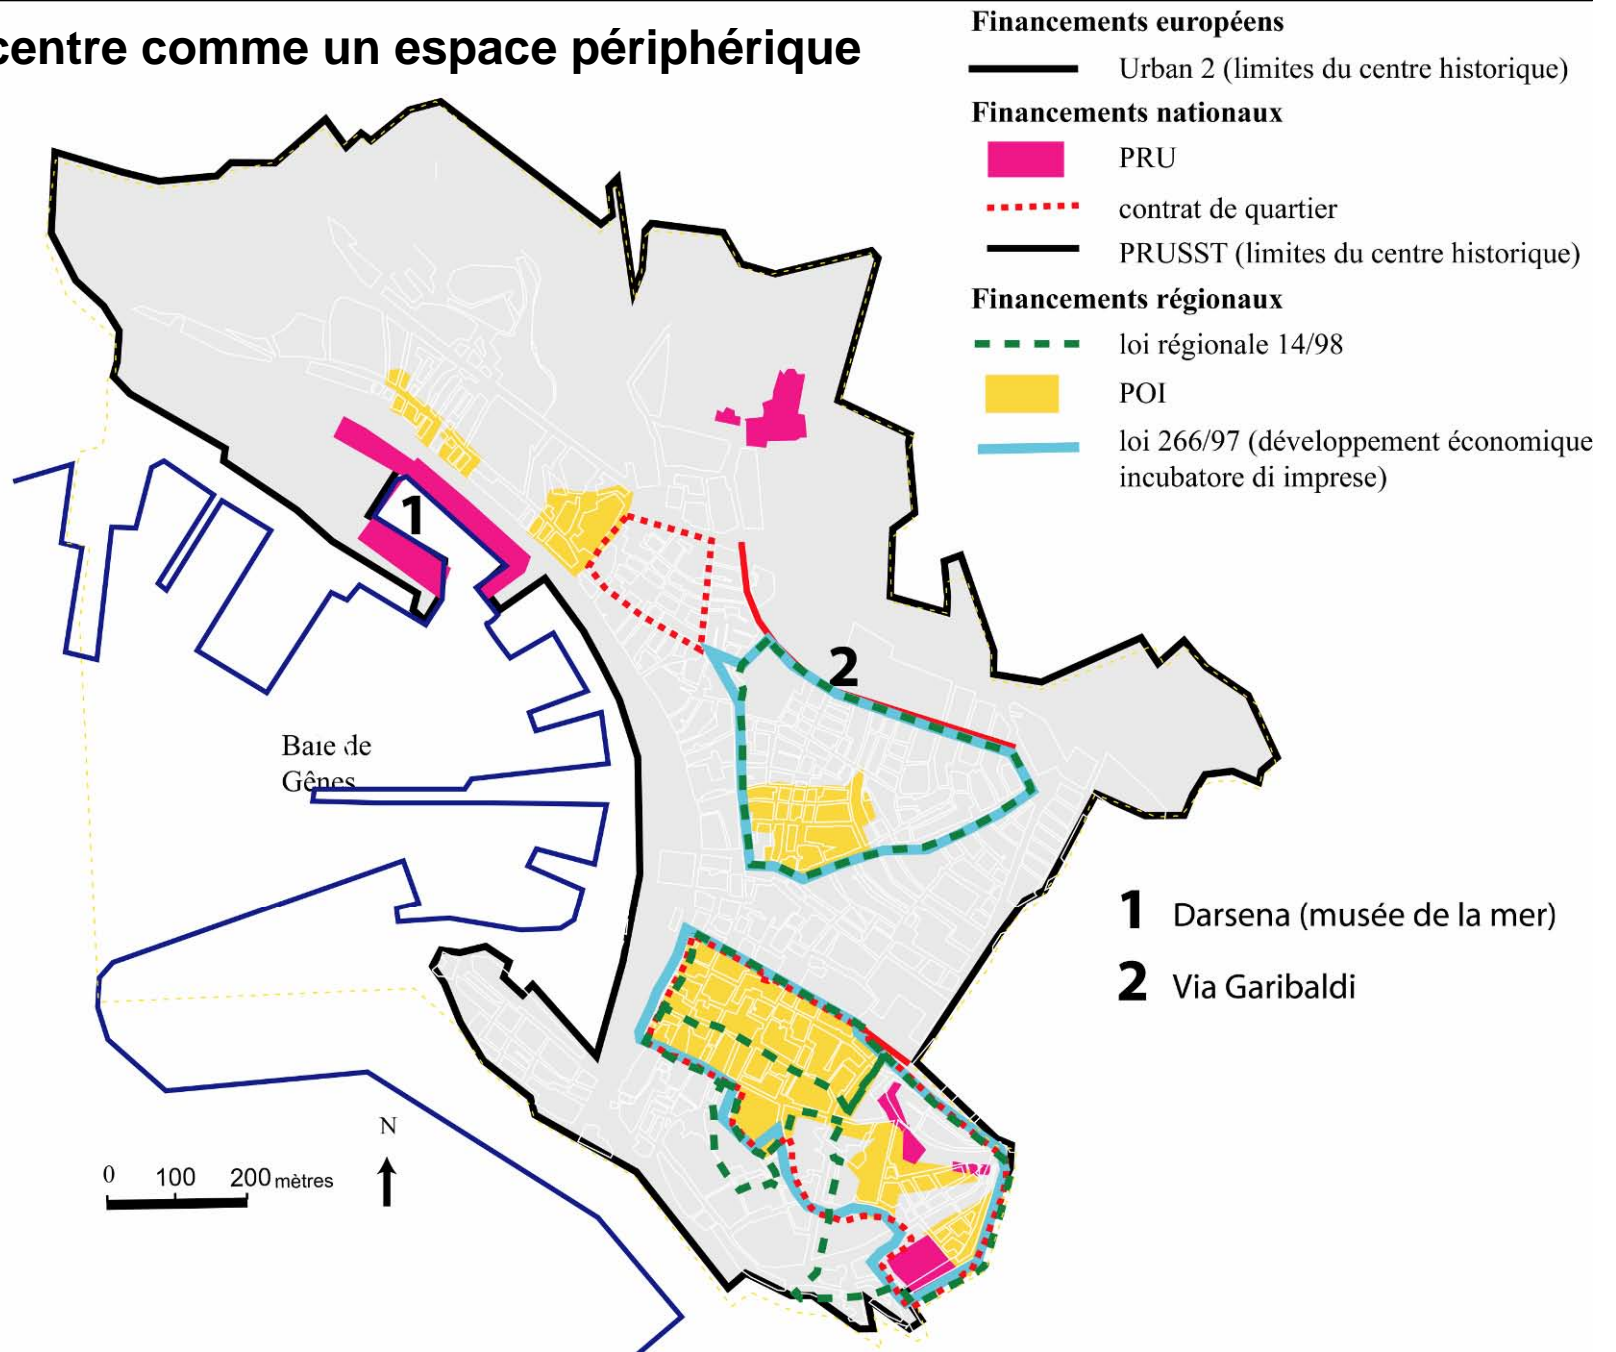 centre comme un espace périphérique
Financements européens
Urban 2 (limites du centre historique)
Financements nationaux
PRU
contrat de quartier
PRUSST (limites du centre historique)
Financements régionaux
loi régionale 14/98
POI
loi 266/97 (développement économique
incubatore di imprese)
1
2
Baie de
Gênes
1 Darsena (musée de la mer)
2 Via Garibaldi
N
0 100 200 mètres